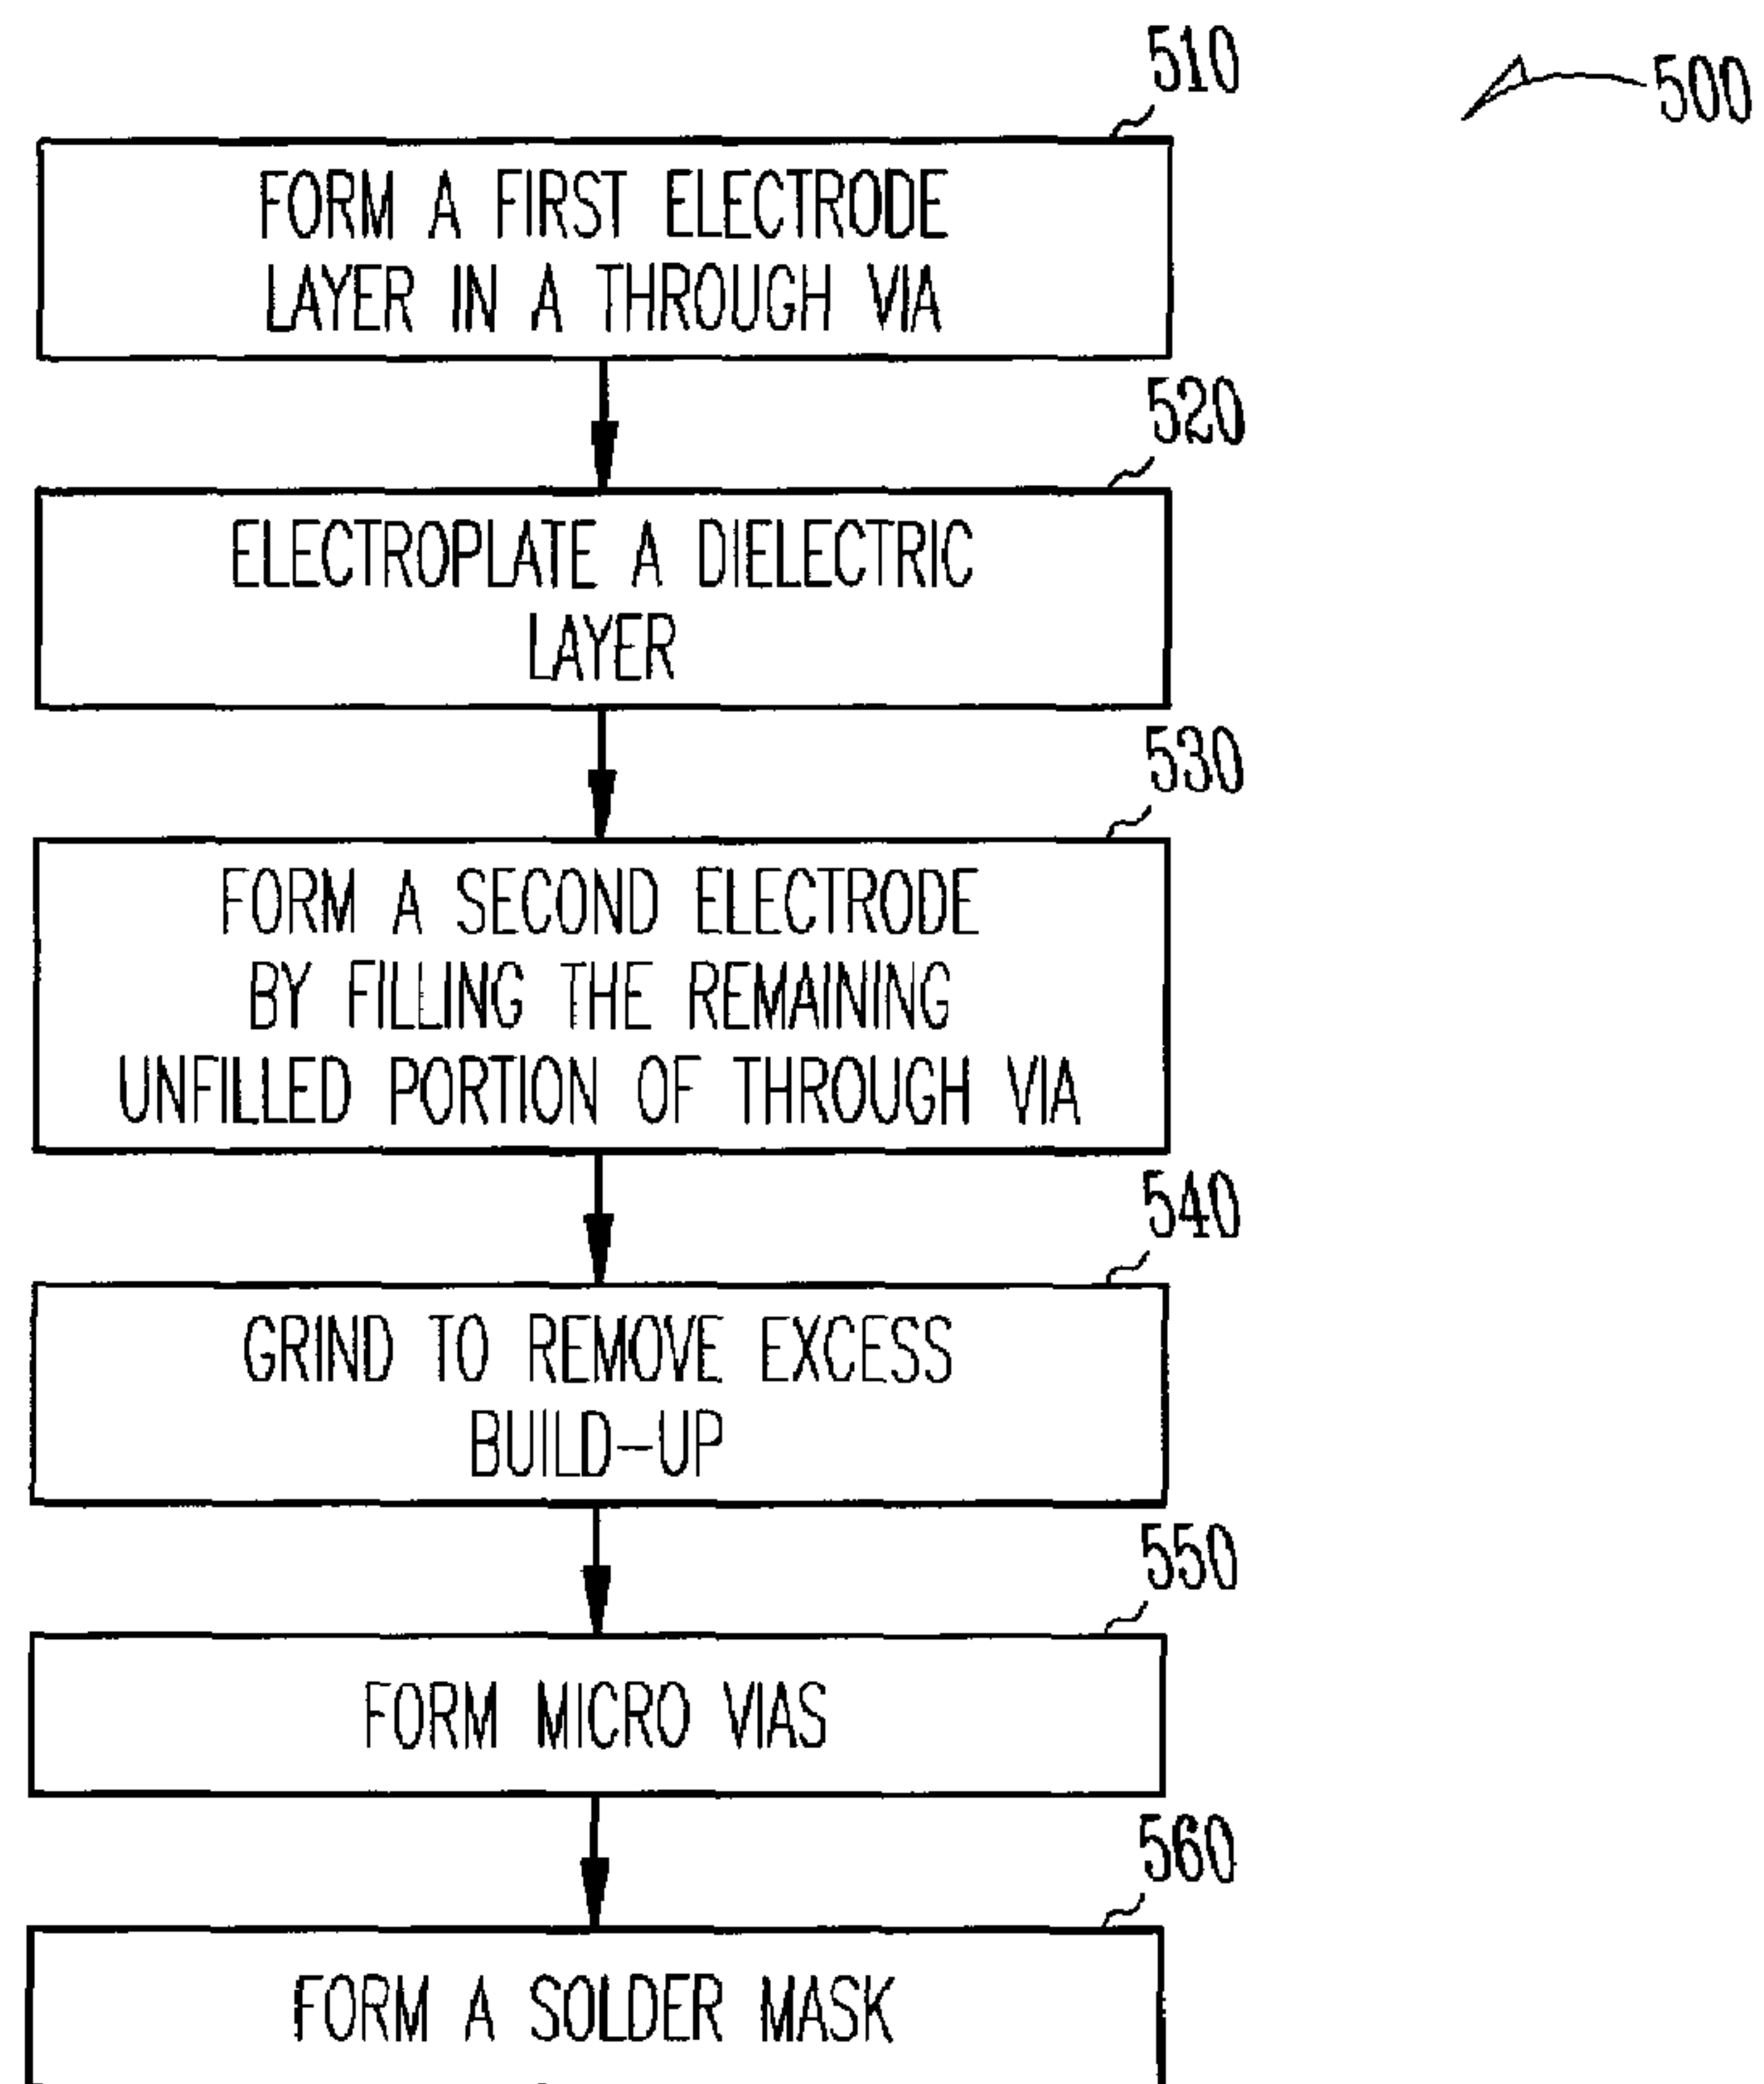 510
500
FORM A FIRST ELECTRODE
LAYER IN A THROUGH VIA
520
ELECTROPLATE A DIELECTRIC
LAYER
530
FORM A SECOND ELECTRODE
BY FILLING THE REMAINING
UNFILLED PORTION OF THROUGH VIA
540
GRIND TO REMOVE EXCESS
BUILD-UP
550
FORM MICRO VIAS
560
FORM A SOLDER MASK